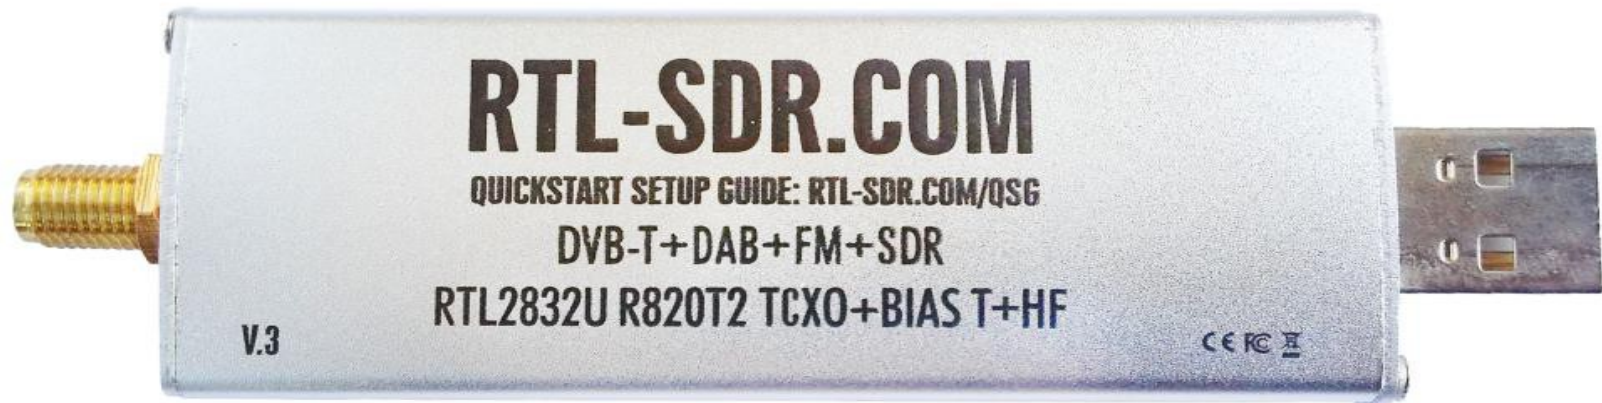 RTL-SDR.COM
QUICKSTART SETUP GUIDE: RTL-SDR.COM/QSG
DVB-T+DAB+FM+SDR
RTL2832U R820T2 TCXO+BIAS T+HF
V.3
CE FC